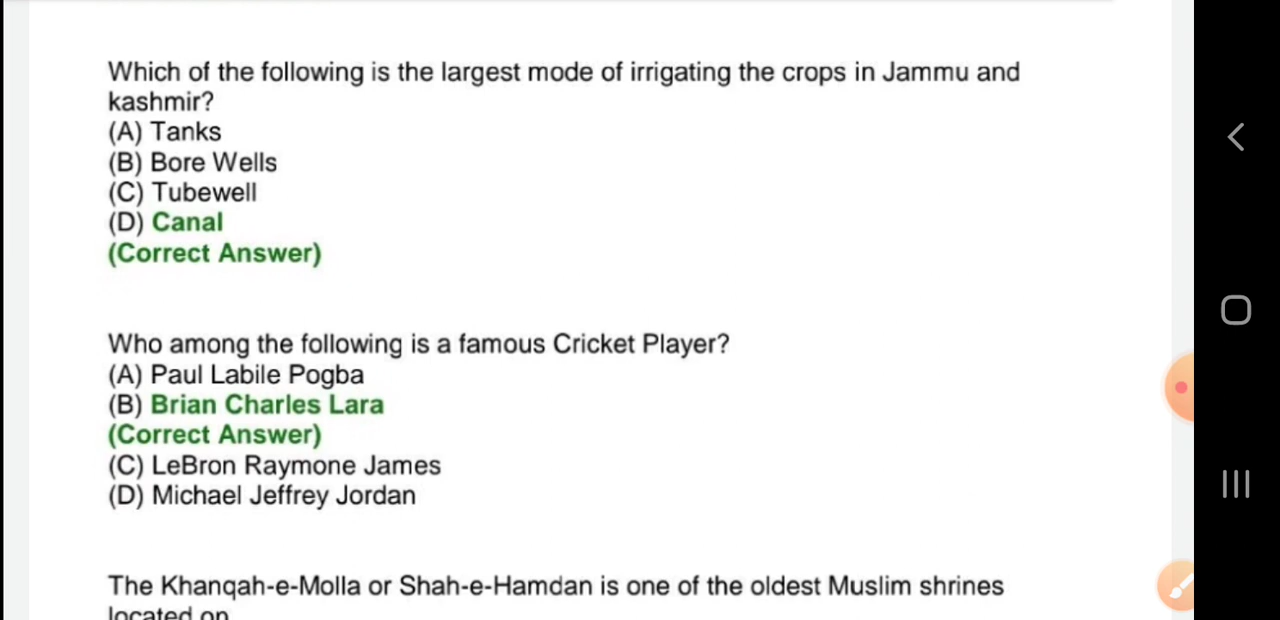 Which of the following is the largest mode of irrigating the crops in Jammu and
kashmir?
(A) Tanks
(B) Bore Wells
(C) Tubewell
(D) Canal
(Correct Answer)
Who among the following is a famous Cricket Player?
(A) Paul Labile Pogba
(B) Brian Charles Lara
(Correct Answer)
(C) LeBron Raymone James
(D) Michael Jeffrey Jordan
The Khanqah-e-Molla or Shah-e-Hamdan is one of the oldest Muslim shrines
located on